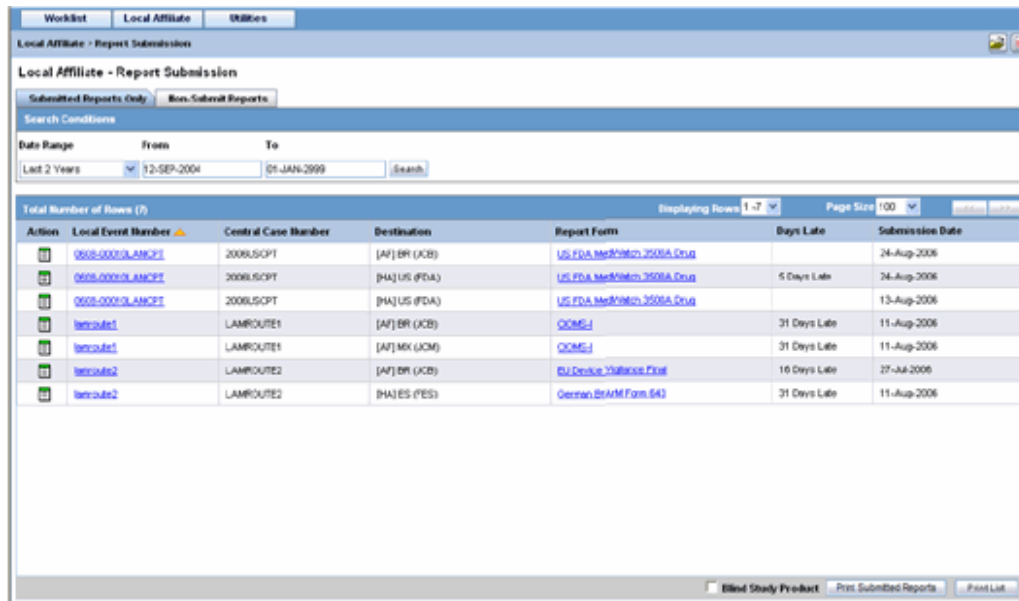 Worklist Local Affiliate Utilities
Local Affiliate > Report Submission
Local Affiliate - Report Submission
Submitted Reports Only Non-Submit Reports
Search Conditions
Date Range From To
Last 2 Years 12-SEP-2004 01-JAN-2999 Search
Total Number of Rows (7) Displaying Rows 1 -7 Page Size 100 << >>
Action Local Event Number Central Case Number Destination Report Form Days Late Submission Date
0608-00010LANCPT 2006USCPT [AF] BR (JCB) US FDA MedWatch 3500A Drug 24-Aug-2006
0608-00010LANCPT 2006USCPT [HA] US (FDA) US FDA MedWatch 3500A Drug 5 Days Late 24-Aug-2006
0608-00010LANCPT 2006USCPT [HA] US (FDA) US FDA MedWatch 3500A Drug 13-Aug-2006
lamroute1 LAMROUTE1 [AF] BR (JCB) CIOMS-I 31 Days Late 11-Aug-2006
lamroute1 LAMROUTE1 [AF] MX (JCM) CIOMS-I 31 Days Late 11-Aug-2006
lamroute2 LAMROUTE2 [AF] BR (JCB) EU Device Vigilance Final 16 Days Late 27-Jul-2006
lamroute2 LAMROUTE2 [HA] ES (FES) German BfArM Form 643 31 Days Late 11-Aug-2006
Blind Study Product Print Submitted Reports Print List